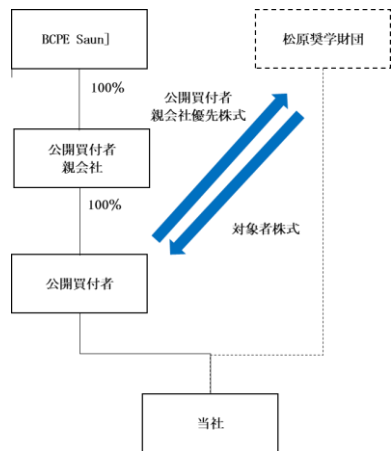 BCPE Saun]
松原奨学財団
100%
公開買付者
親会社優先株式
公開買付者
親会社
100%
対象者株式
公開買付者
当社